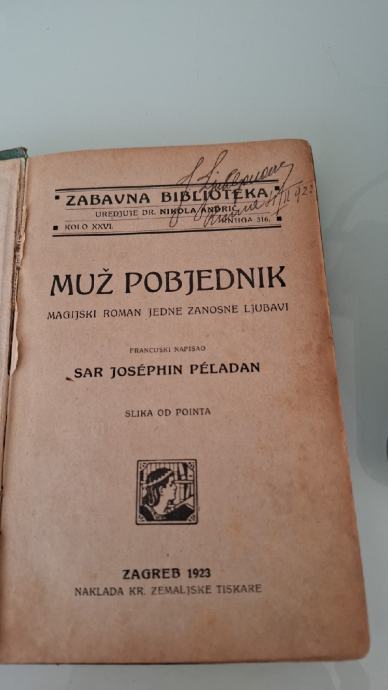 ZABAVNA BIBLIOTEKA
UREDJUJE DR. NIKOLA ANDRIĆ
KOLO XXVI. KNJIGA 316.
MUŽ POBJEDNIK
MAGIJSKI ROMAN JEDNE ZANOSNE LJUBAVI
FRANCUSKI NAPISAO
SAR JOSÉPHIN PÉLADAN
SLIKA OD POINTA
ZAGREB 1923
NAKLADA KR. ZEMALJSKE TISKARE